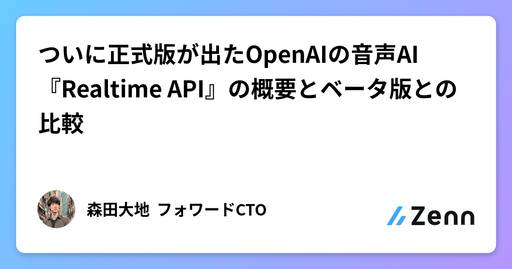 ついに正式版が出たOpenAIの音声AI
『Realtime API』の概要とベータ版との
比較
森田大地 フォワードCTO
Zenn